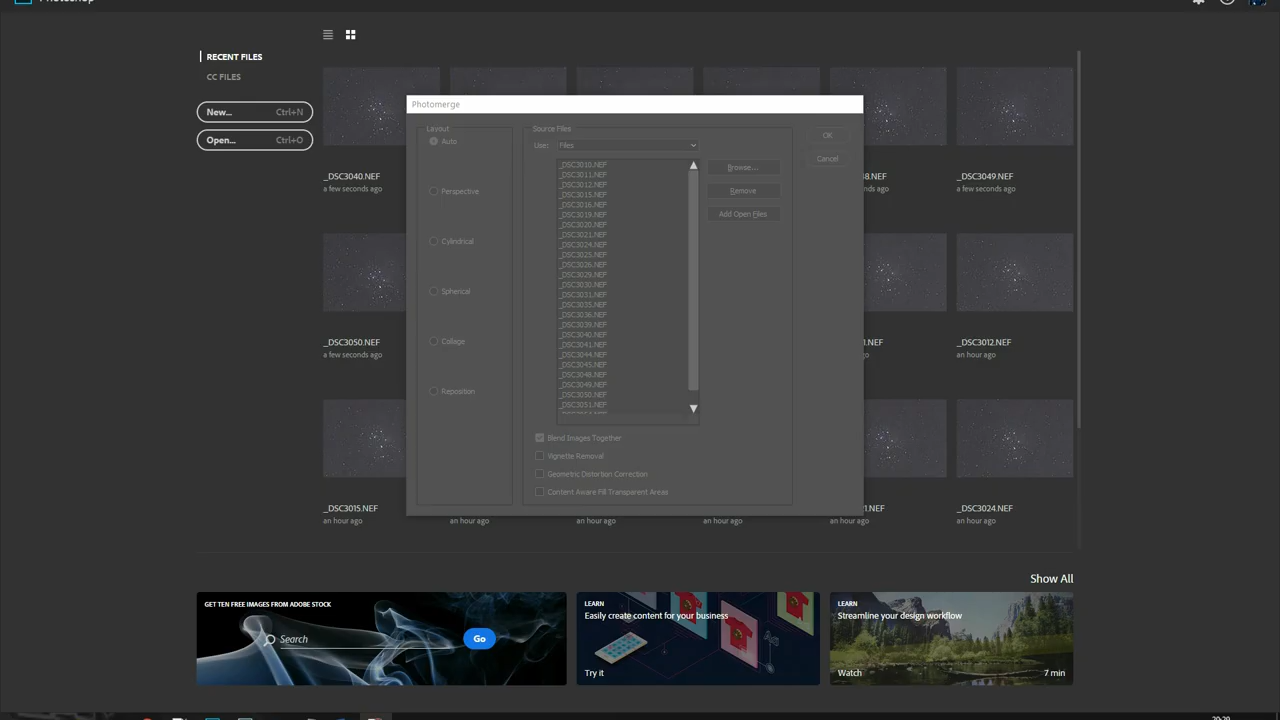 Photoshop
RECENT FILES
CC FILES
New... Ctrl+N
Open... Ctrl+O
_DSC3040.NEF
a few seconds ago
_DSC3049.NEF
a few seconds ago
_DSC3050.NEF
a few seconds ago
_DSC3012.NEF
an hour ago
_DSC3015.NEF
an hour ago
an hour ago
an hour ago
an hour ago
an hour ago
_DSC3024.NEF
an hour ago
Photomerge
Layout
Auto
Perspective
Cylindrical
Spherical
Collage
Reposition
Source Files
Use: Files
_DSC3010.NEF
_DSC3011.NEF
_DSC3012.NEF
_DSC3015.NEF
_DSC3016.NEF
_DSC3019.NEF
_DSC3020.NEF
_DSC3021.NEF
_DSC3024.NEF
_DSC3025.NEF
_DSC3026.NEF
_DSC3029.NEF
_DSC3030.NEF
_DSC3031.NEF
_DSC3035.NEF
_DSC3036.NEF
_DSC3039.NEF
_DSC3040.NEF
_DSC3041.NEF
_DSC3044.NEF
_DSC3045.NEF
_DSC3048.NEF
_DSC3049.NEF
_DSC3050.NEF
_DSC3051.NEF
Browse...
Remove
Add Open Files
OK
Cancel
Blend Images Together
Vignette Removal
Geometric Distortion Correction
Content Aware Fill Transparent Areas
Show All
GET TEN FREE IMAGES FROM ADOBE STOCK
Search
Go
LEARN
Easily create content for your business
Try it
LEARN
Streamline your design workflow
Watch 7 min